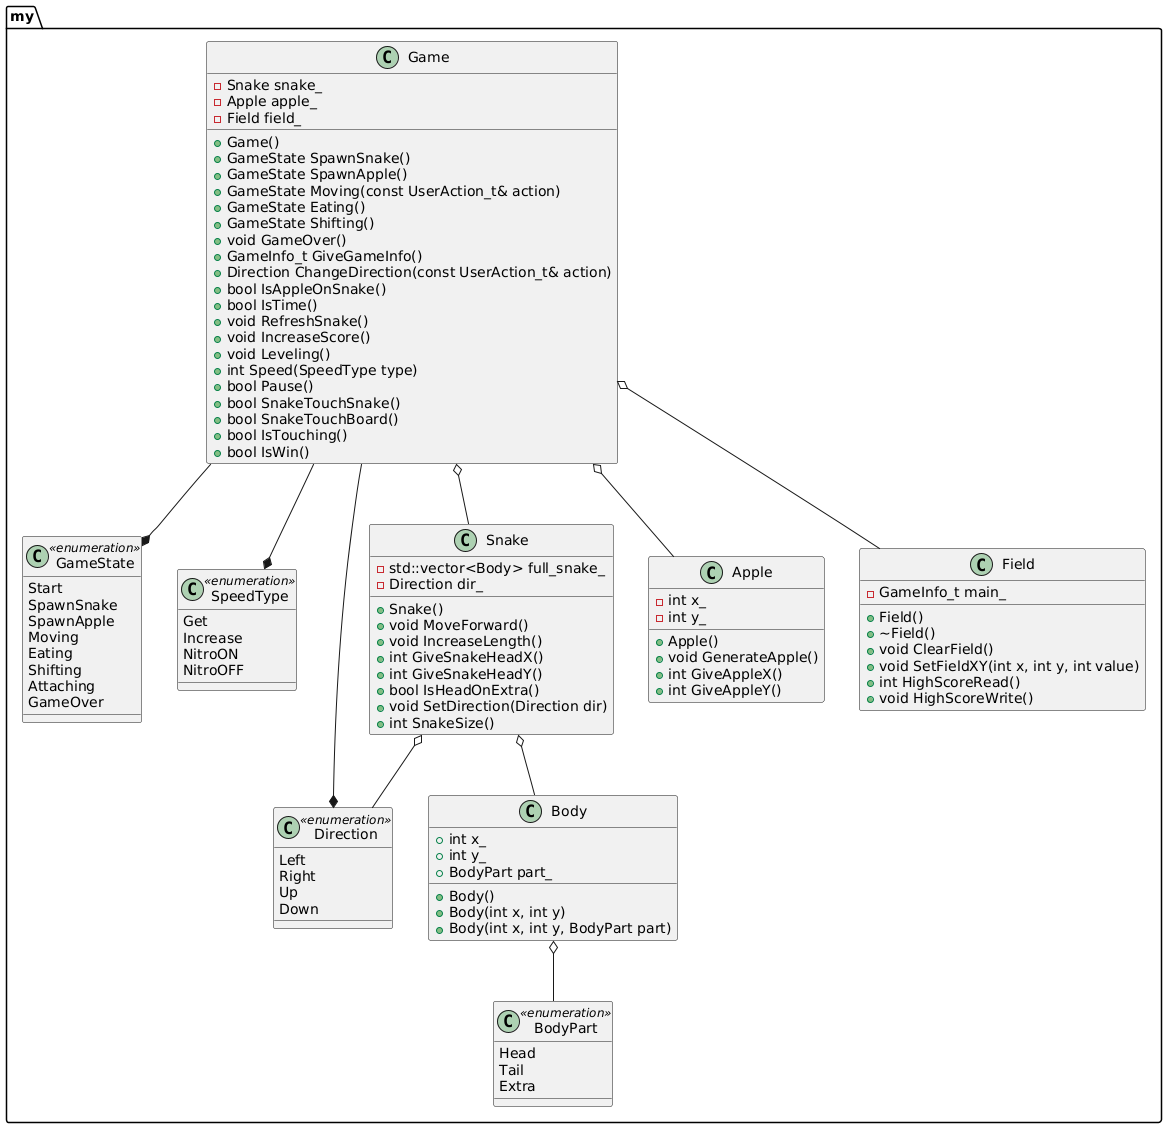 my
C Game
Snake snake_
Apple apple_
Field field_
Game()
GameState SpawnSnake()
GameState SpawnApple()
GameState Moving(const UserAction_t& action)
GameState Eating()
GameState Shifting()
void GameOver()
GameInfo_t GiveGameInfo()
Direction ChangeDirection(const UserAction_t& action)
bool IsAppleOnSnake()
bool IsTime()
void RefreshSnake()
void IncreaseScore()
void Leveling()
int Speed(SpeedType type)
bool Pause()
bool SnakeTouchSnake()
bool SnakeTouchBoard()
bool IsTouching()
bool IsWin()
C «enumeration»
GameState
Start
SpawnSnake
SpawnApple
Moving
Eating
Shifting
Attaching
GameOver
C «enumeration»
SpeedType
Get
Increase
NitroON
NitroOFF
C Snake
std::vector<Body> full_snake_
Direction dir_
Snake()
void MoveForward()
void IncreaseLength()
int GiveSnakeHeadX()
int GiveSnakeHeadY()
bool IsHeadOnExtra()
void SetDirection(Direction dir)
int SnakeSize()
C Apple
int x_
int y_
Apple()
void GenerateApple()
int GiveAppleX()
int GiveAppleY()
C Field
GameInfo_t main_
Field()
~Field()
void ClearField()
void SetFieldXY(int x, int y, int value)
int HighScoreRead()
void HighScoreWrite()
C «enumeration»
Direction
Left
Right
Up
Down
C Body
int x_
int y_
BodyPart part_
Body()
Body(int x, int y)
Body(int x, int y, BodyPart part)
C «enumeration»
BodyPart
Head
Tail
Extra